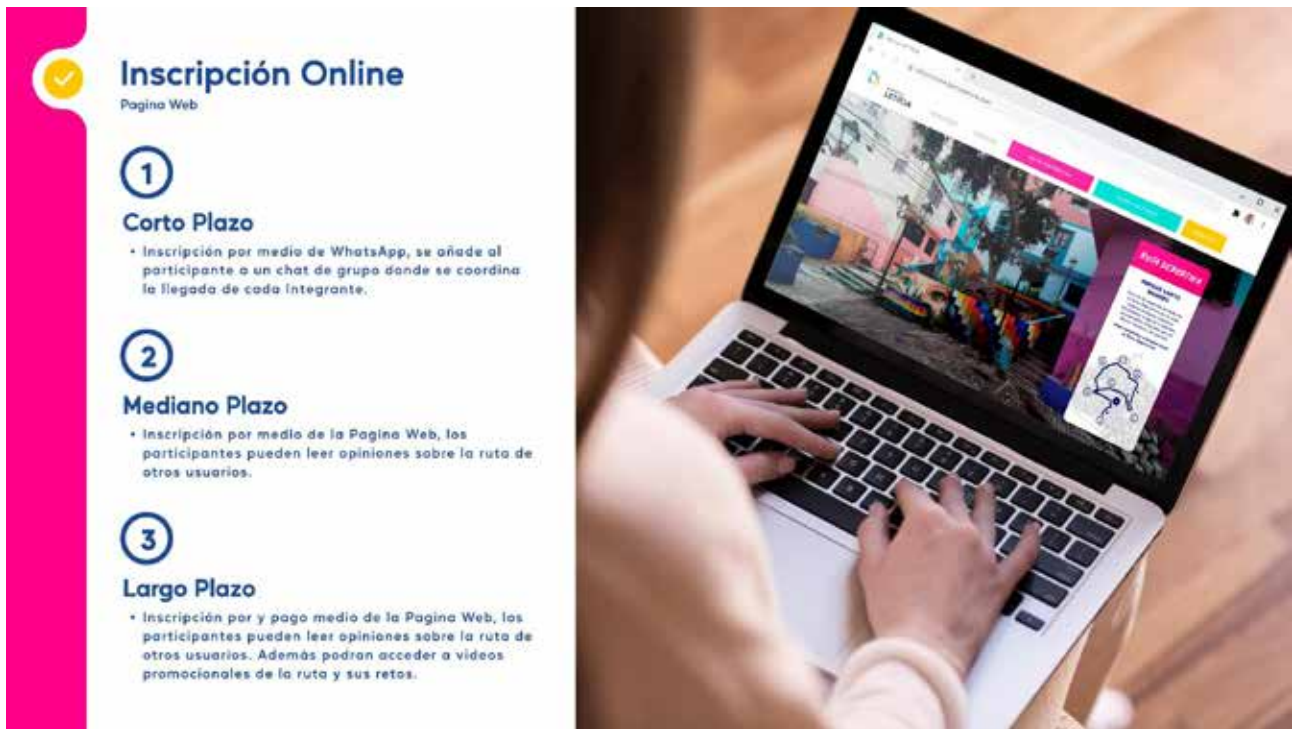 Inscripción Online
Pagina Web
1
Corto Plazo
• Inscripción por medio de WhatsApp, se añade al
participante a un chat de grupo donde se coordina
la llegada de cada integrante.
2
Mediano Plazo
• Inscripción por medio de la Pagina Web, los
participantes pueden leer opiniones sobre la ruta de
otros usuarios.
3
Largo Plazo
• Inscripción por y pago medio de la Pagina Web, los
participantes pueden leer opiniones sobre la ruta de
otros usuarios. Además podran acceder a videos
promocionales de la ruta y sus retos.
LETICIA